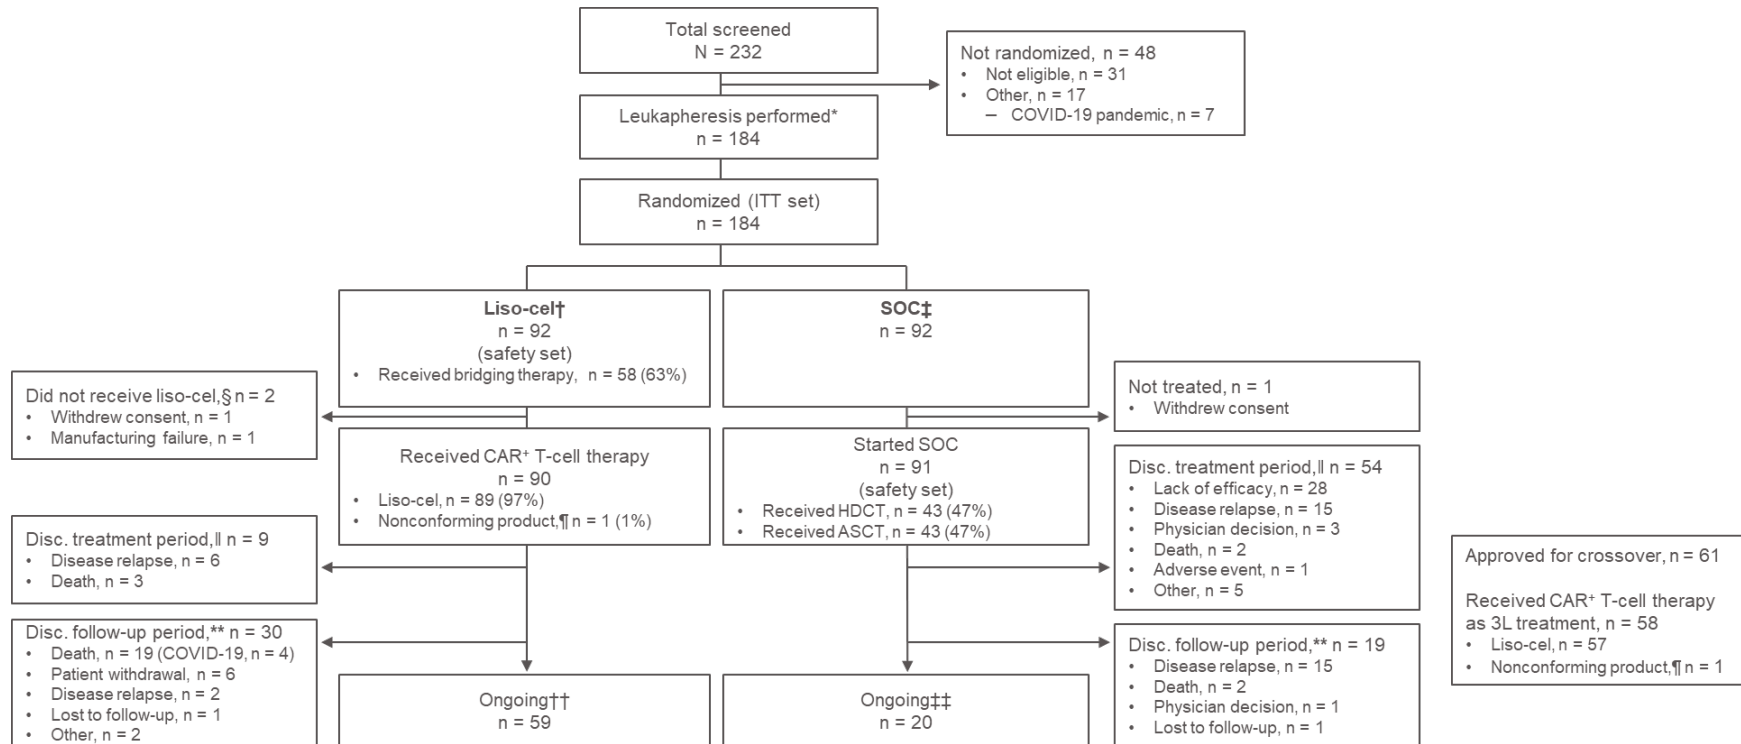 Total screened
N = 232
Not randomized, n = 48
• Not eligible, n = 31
• Other, n = 17
– COVID-19 pandemic, n = 7
Leukapheresis performed*
n = 184
Randomized (ITT set)
n = 184
Liso-cel†
n = 92
(safety set)
• Received bridging therapy, n = 58 (63%)
SOC‡
n = 92
Did not receive liso-cel,§ n = 2
• Withdrew consent, n = 1
• Manufacturing failure, n = 1
Not treated, n = 1
• Withdrew consent
Received CAR⁺ T-cell therapy
n = 90
• Liso-cel, n = 89 (97%)
• Nonconforming product,¶ n = 1 (1%)
Started SOC
n = 91
(safety set)
• Received HDCT, n = 43 (47%)
• Received ASCT, n = 43 (47%)
Disc. treatment period,‖ n = 54
• Lack of efficacy, n = 28
• Disease relapse, n = 15
• Physician decision, n = 3
• Death, n = 2
• Adverse event, n = 1
• Other, n = 5
Disc. treatment period,‖ n = 9
• Disease relapse, n = 6
• Death, n = 3
Approved for crossover, n = 61
Received CAR⁺ T-cell therapy
as 3L treatment, n = 58
• Liso-cel, n = 57
• Nonconforming product,¶ n = 1
Disc. follow-up period,** n = 30
• Death, n = 19 (COVID-19, n = 4)
• Patient withdrawal, n = 6
• Disease relapse, n = 2
• Lost to follow-up, n = 1
• Other, n = 2
Disc. follow-up period,** n = 19
• Disease relapse, n = 15
• Death, n = 2
• Physician decision, n = 1
• Lost to follow-up, n = 1
Ongoing††
n = 59
Ongoing‡‡
n = 20